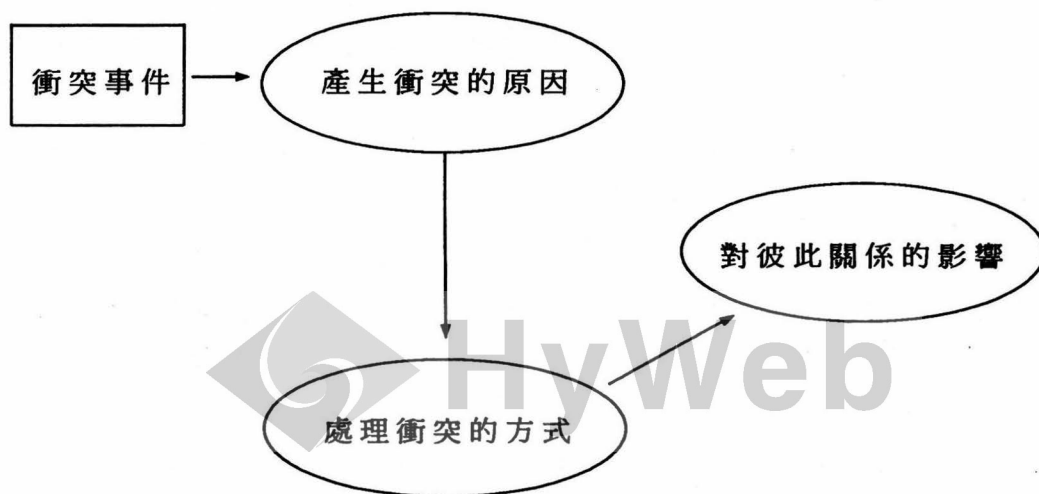 衝突事件
產生衝突的原因
對彼此關係的影響
處理衝突的方式
HyWeb